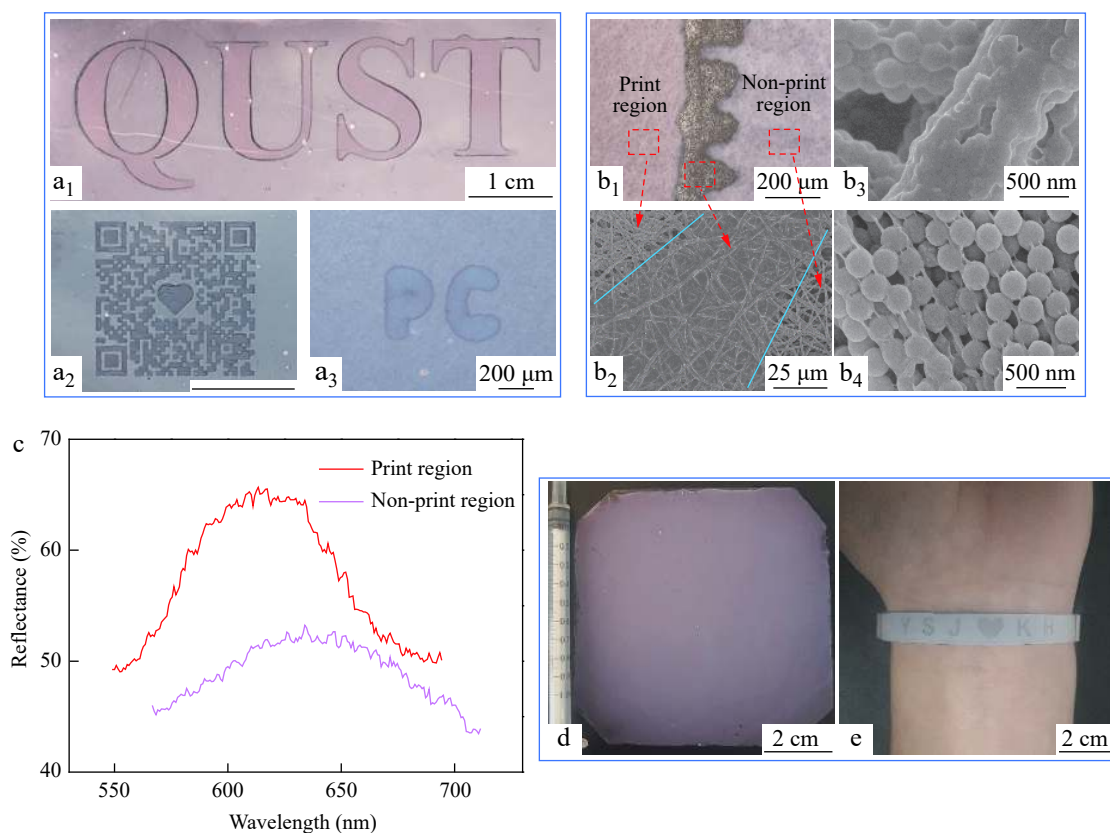 QUST
a1
1 cm
a2
a3
PC
200 μm
Print
region
Non-print
region
b1
200 μm
b3
500 nm
b2
25 μm
b4
500 nm
c
70
60
50
40
Reflectance (%)
Print region
Non-print region
550
600
650
700
Wavelength (nm)
d
2 cm
YSJ
K
e
2 cm